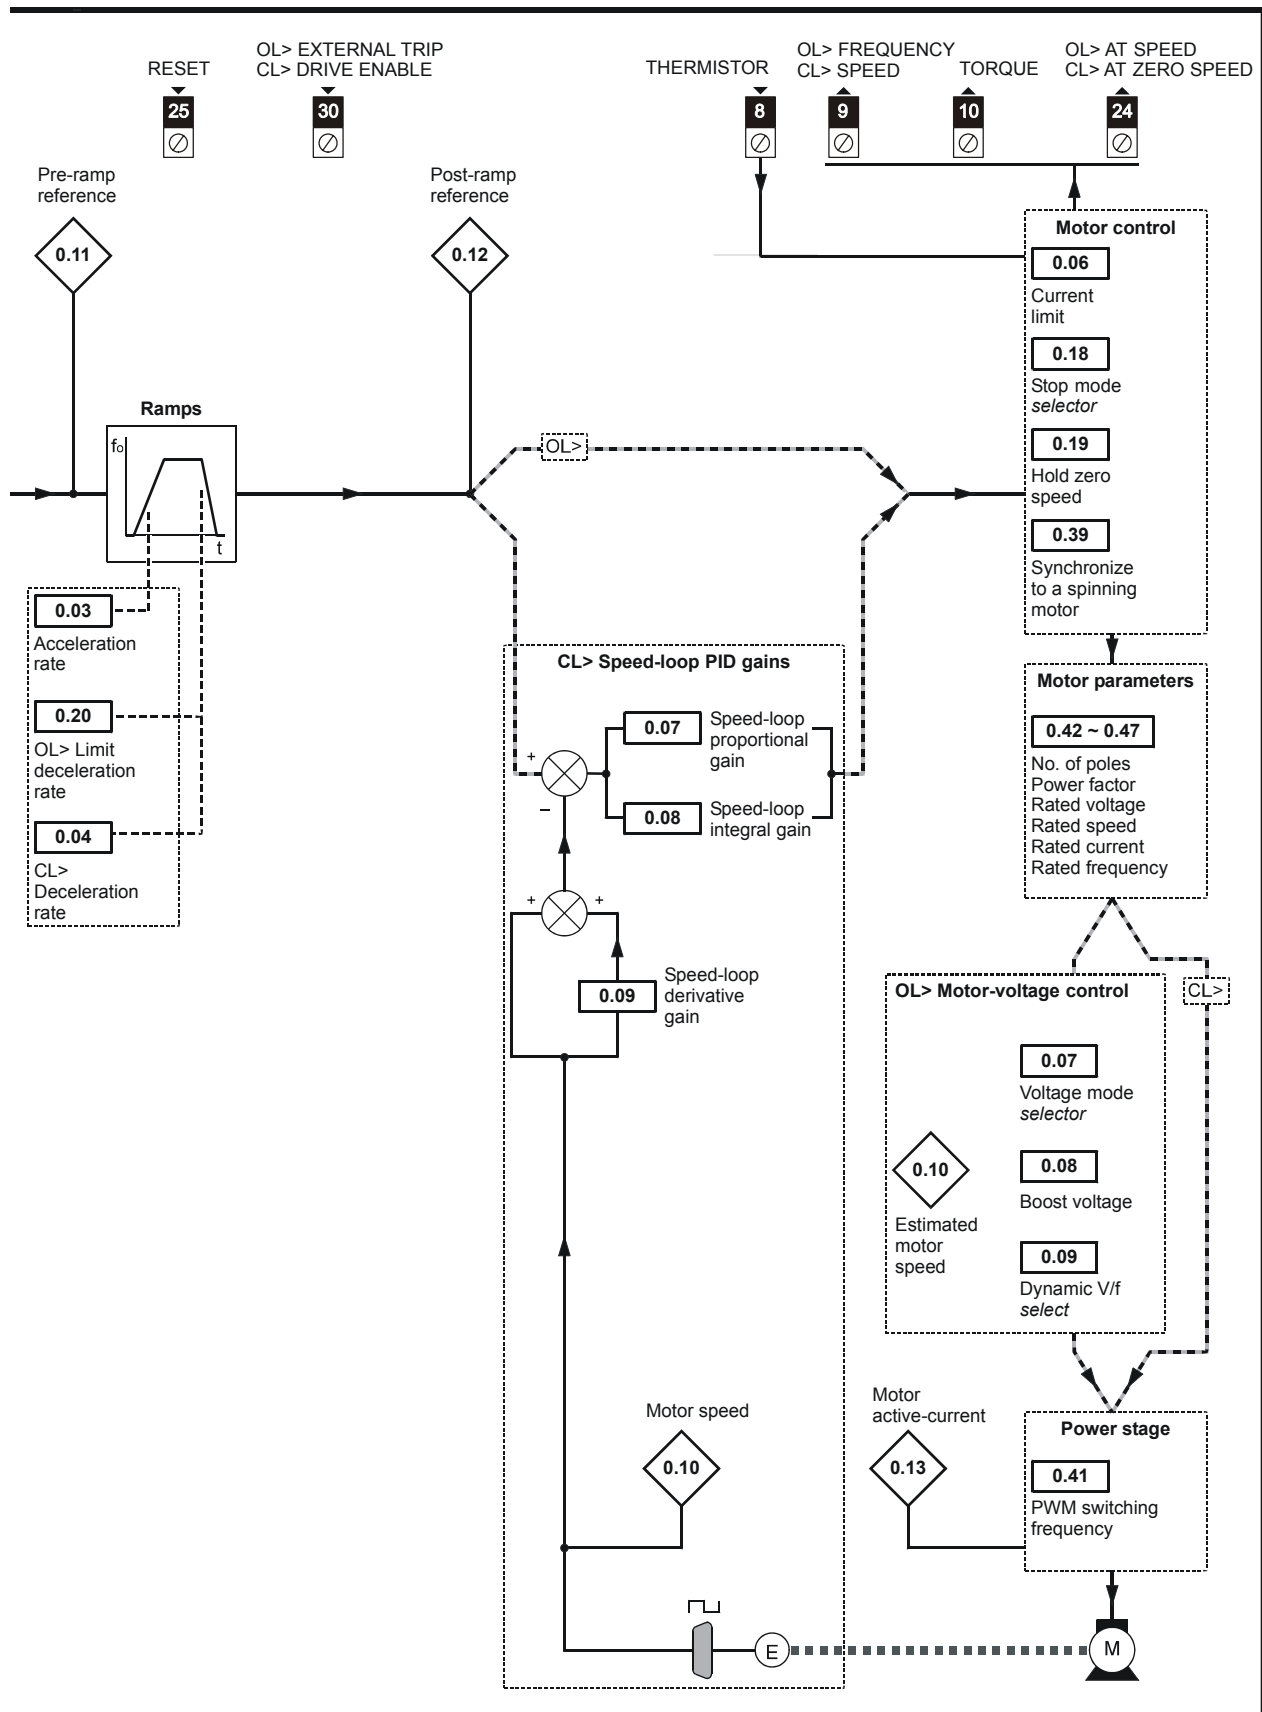 RESET
OL> EXTERNAL TRIP
CL> DRIVE ENABLE
THERMISTOR
OL> FREQUENCY
CL> SPEED
TORQUE
OL> AT SPEED
CL> AT ZERO SPEED
25
30
8
9
10
24
Pre-ramp
reference
0.11
Post-ramp
reference
0.12
Motor control
0.06
Current
limit
0.18
Stop mode
selector
0.19
Hold zero
speed
0.39
Synchronize
to a spinning
motor
Ramps
fo
t
OL>
0.03
Acceleration
rate
0.20
OL> Limit
deceleration
rate
0.04
CL>
Deceleration
rate
CL> Speed-loop PID gains
0.07
Speed-loop
proportional
gain
0.08
Speed-loop
integral gain
+
−
+
+
0.09
Speed-loop
derivative
gain
Motor parameters
0.42 ~ 0.47
No. of poles
Power factor
Rated voltage
Rated speed
Rated current
Rated frequency
OL> Motor-voltage control
CL>
0.07
Voltage mode
selector
0.10
Estimated
motor
speed
0.08
Boost voltage
0.09
Dynamic V/f
select
Motor speed
0.10
Motor
active-current
0.13
Power stage
0.41
PWM switching
frequency
E
M